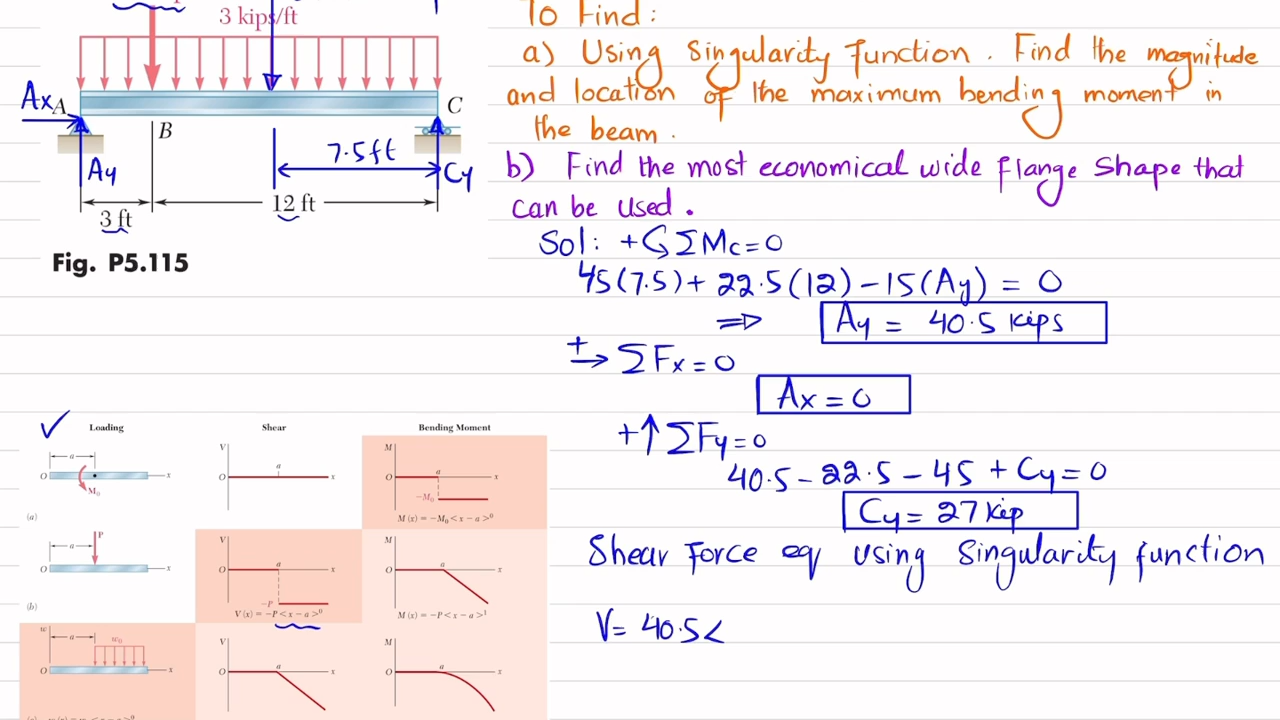 3 kips/ft
Ax
A
B
C
Ay
7.5ft
Cy
3 ft
12 ft
Fig. P5.115
To Find:
a) Using Singularity Function. Find the magnitude
and location of the maximum bending moment in
the beam.
b) Find the most economical wide flange shape that
can be used.
Sol: +↺ ΣMc=0
45(7.5)+ 22.5(12) - 15(Ay) = 0
⇒ Ay = 40.5 kips
+→ ΣFx=0
Ax = 0
+↑ ΣFy=0
40.5 - 22.5 - 45 + Cy = 0
Cy = 27 kip
Shear Force eq using Singularity function
V= 40.5<
Loading Shear Bending Moment
a
O x
M₀
(a)
V
O a x
M
O a x
-M₀
M(x) = -M₀<x - a>⁰
P
a
O x
(b)
V
O a x
-P
V(x) = -P<x - a>⁰
M
O a x
M(x) = -P<x - a>¹
w
a
w₀
O x
V
O a x
M
O a x